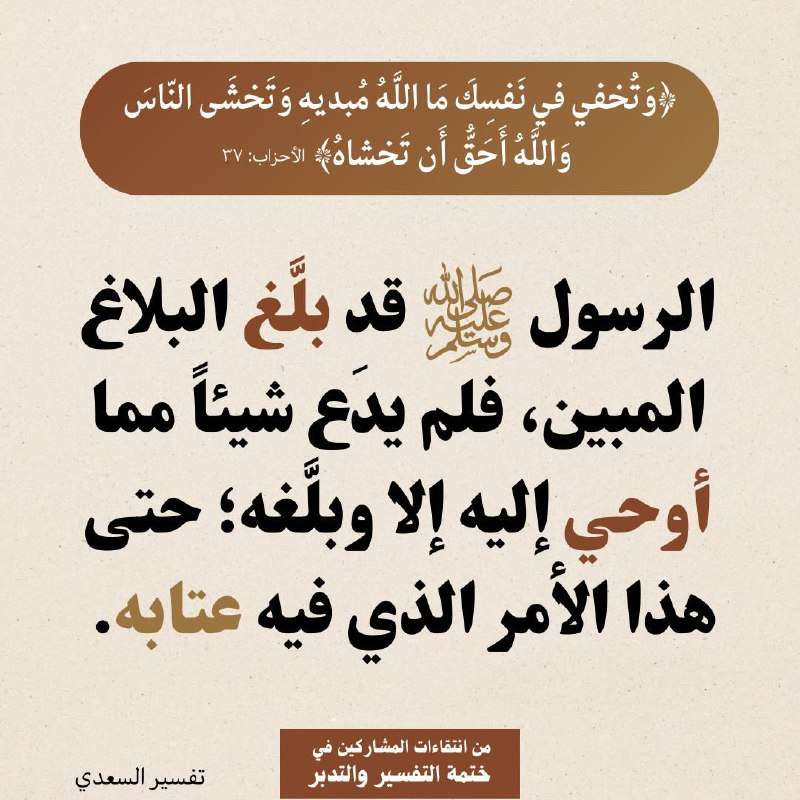 ﴿وَتُخفي في نَفسِكَ مَا اللَّهُ مُبديهِ وَتَخشَى النّاسَ
وَاللَّهُ أَحَقُّ أَن تَخشاهُ﴾ الأحزاب: ٣٧
الرسول ﷺ قد بلَّغ البلاغ
المبين، فلم يدَع شيئاً مما
أوحي إليه إلا وبلَّغه؛ حتى
هذا الأمر الذي فيه عتابه.
من انتقاءات المشاركين في
ختمة التفسير والتدبر
تفسير السعدي